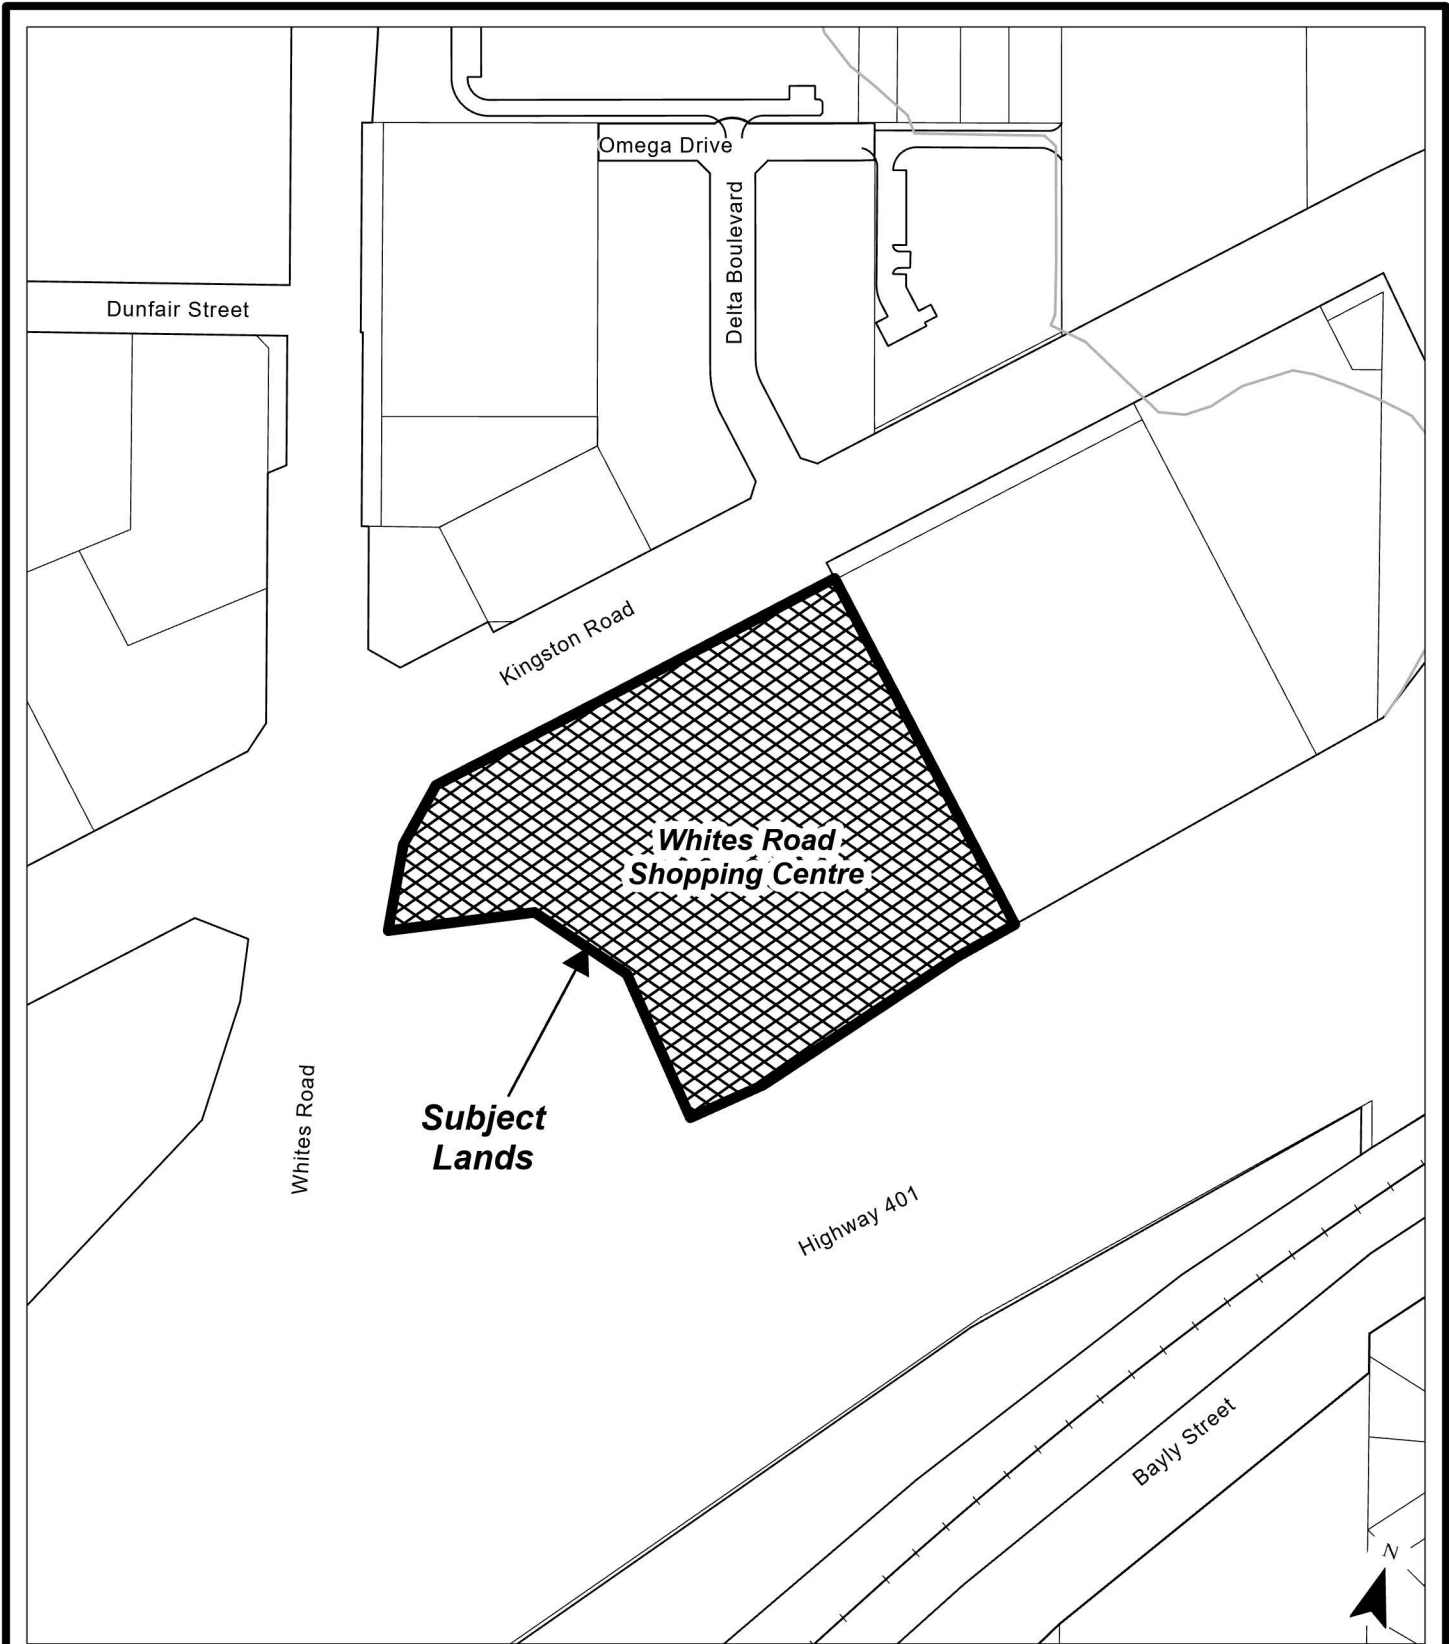 Omega Drive
Delta Boulevard
Dunfair Street
Kingston Road
Whites Road
Shopping Centre
Subject
Lands
Whites Road
Highway 401
Bayly Street
N